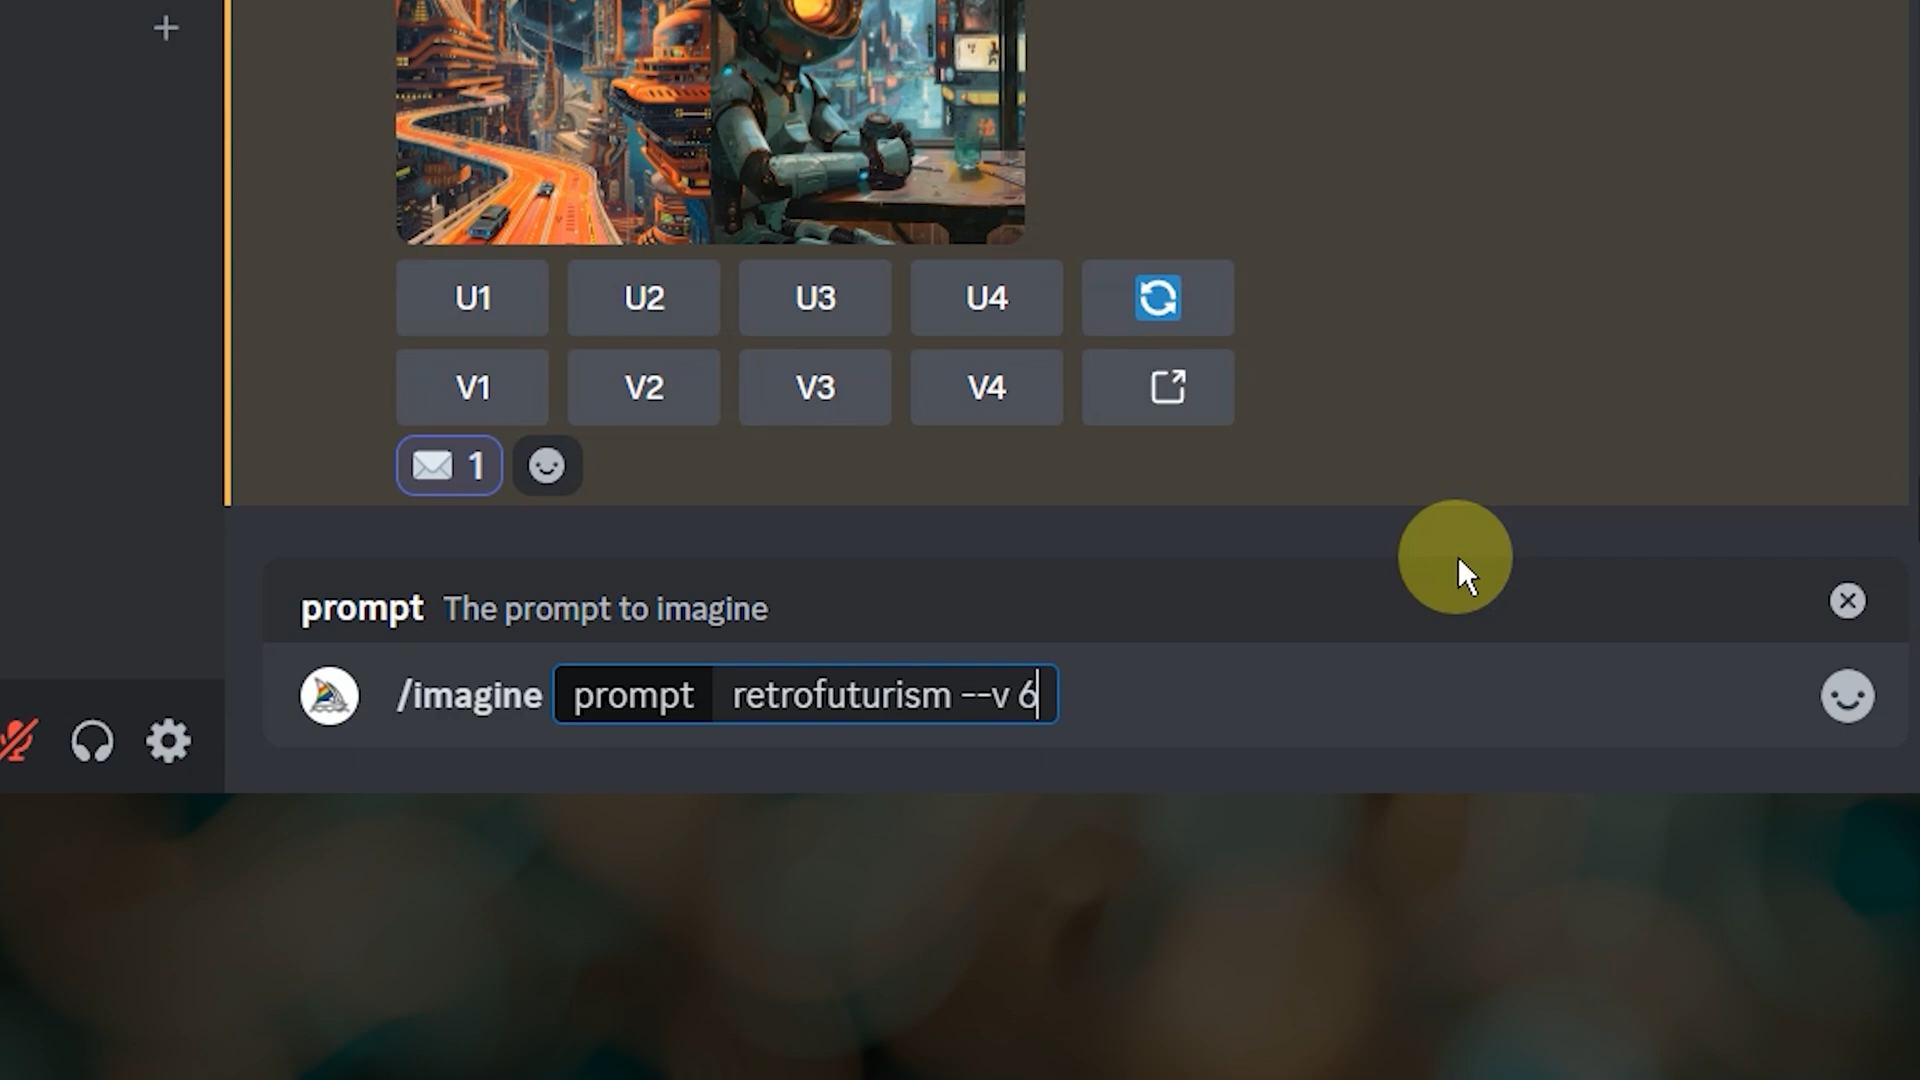 U1 U2 U3 U4
V1 V2 V3 V4
1
prompt The prompt to imagine
/imagine prompt retrofuturism --v 6